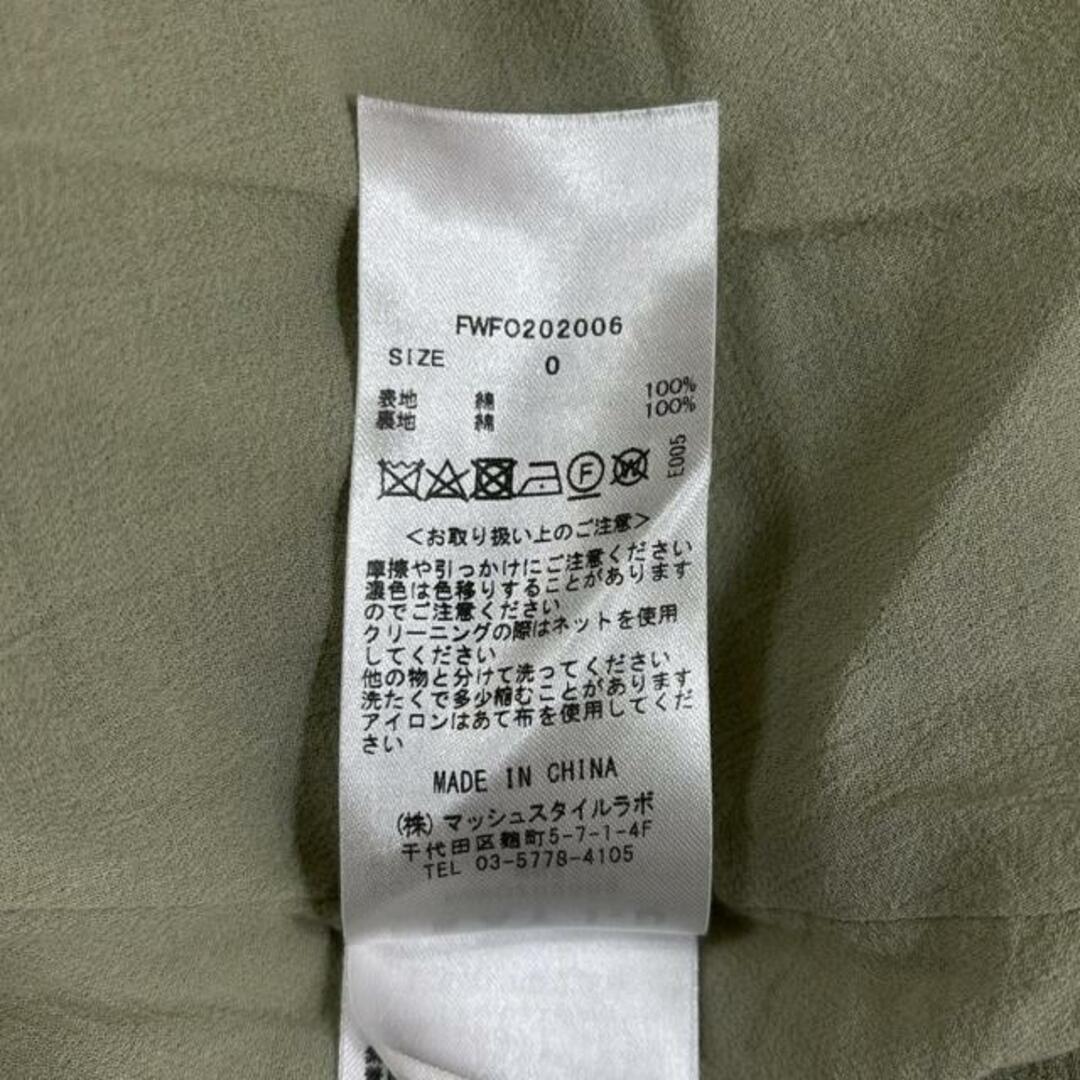 FWFO202006
SIZE 0
表地 綿 100%
裏地 綿 100%
E005
F
W
<お取り扱い上のご注意>
摩擦や引っかけにご注意ください
濃色は色移りすることがあります
のでご注意ください
クリーニングの際はネットを使用
してください
他の物と分けて洗ってください
洗たくで多少縮むことがあります
アイロンはあて布を使用してくだ
さい
MADE IN CHINA
(株)マッシュスタイルラボ
千代田区麹町5-7-1-4F
TEL 03-5778-4105